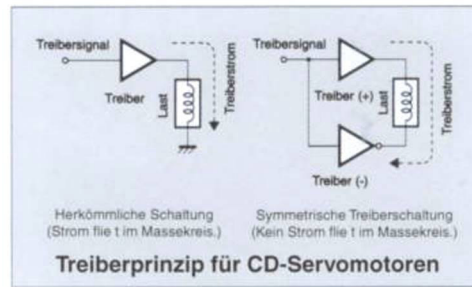 Treibersignal
Treiber
Last
Treiberstrom
Treibersignal
Treiber (+)
Last
Treiberstrom
Treiber (-)
Herkömmliche Schaltung
(Strom flie t im Massekreis.)
Symmetrische Treiberschaltung
(Kein Strom flie t im Massekreis.)
Treiberprinzip für CD-Servomotoren